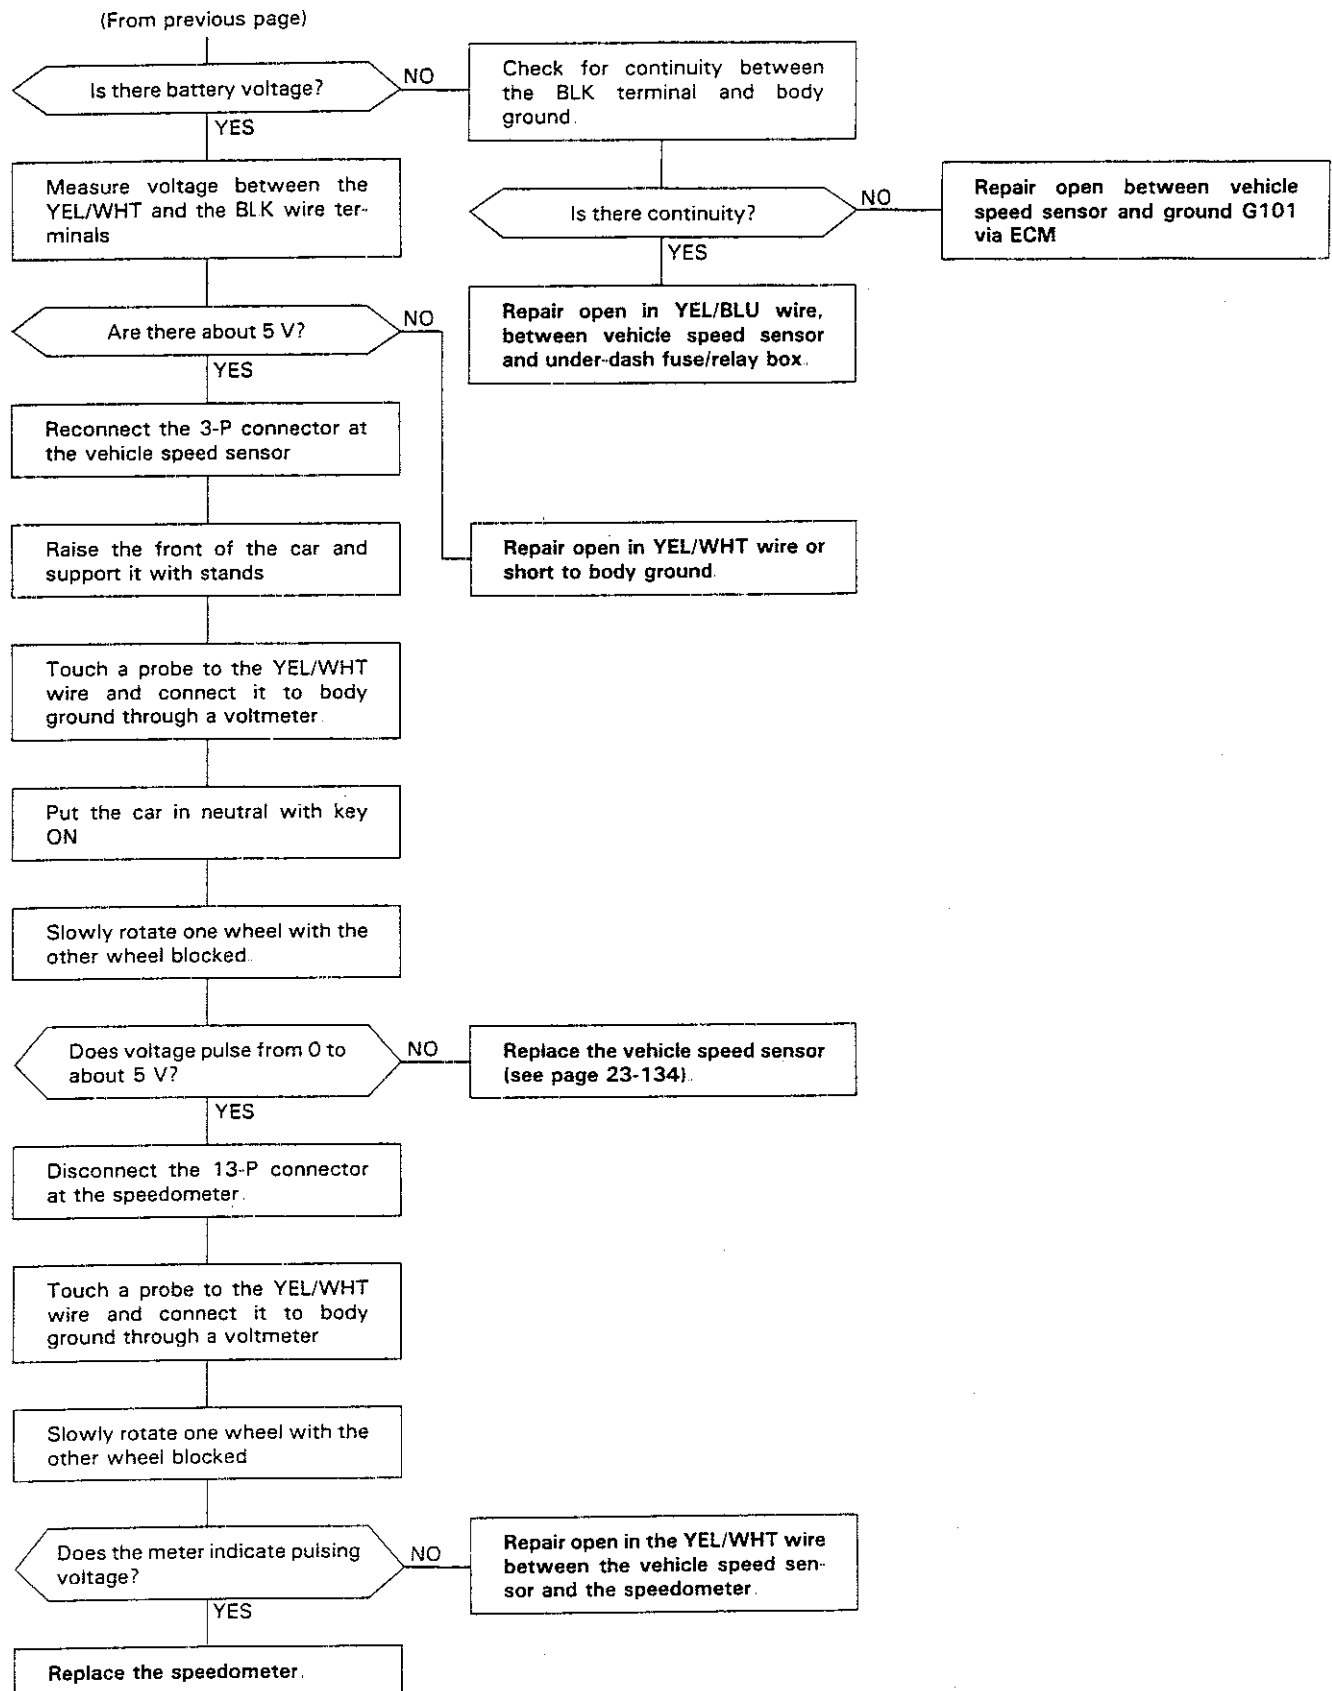 (From previous page)
Is there battery voltage?
NO
YES
Check for continuity between
the BLK terminal and body
ground.
Is there continuity?
NO
YES
Repair open between vehicle
speed sensor and ground G101
via ECM
Repair open in YEL/BLU wire,
between vehicle speed sensor
and under-dash fuse/relay box.
Measure voltage between the
YEL/WHT and the BLK wire ter-
minals
Are there about 5 V?
NO
YES
Repair open in YEL/WHT wire or
short to body ground.
Reconnect the 3-P connector at
the vehicle speed sensor
Raise the front of the car and
support it with stands
Touch a probe to the YEL/WHT
wire and connect it to body
ground through a voltmeter.
Put the car in neutral with key
ON
Slowly rotate one wheel with the
other wheel blocked.
Does voltage pulse from 0 to
about 5 V?
NO
YES
Replace the vehicle speed sensor
(see page 23-134).
Disconnect the 13-P connector
at the speedometer.
Touch a probe to the YEL/WHT
wire and connect it to body
ground through a voltmeter
Slowly rotate one wheel with the
other wheel blocked
Does the meter indicate pulsing
voltage?
NO
YES
Repair open in the YEL/WHT wire
between the vehicle speed sen-
sor and the speedometer.
Replace the speedometer.